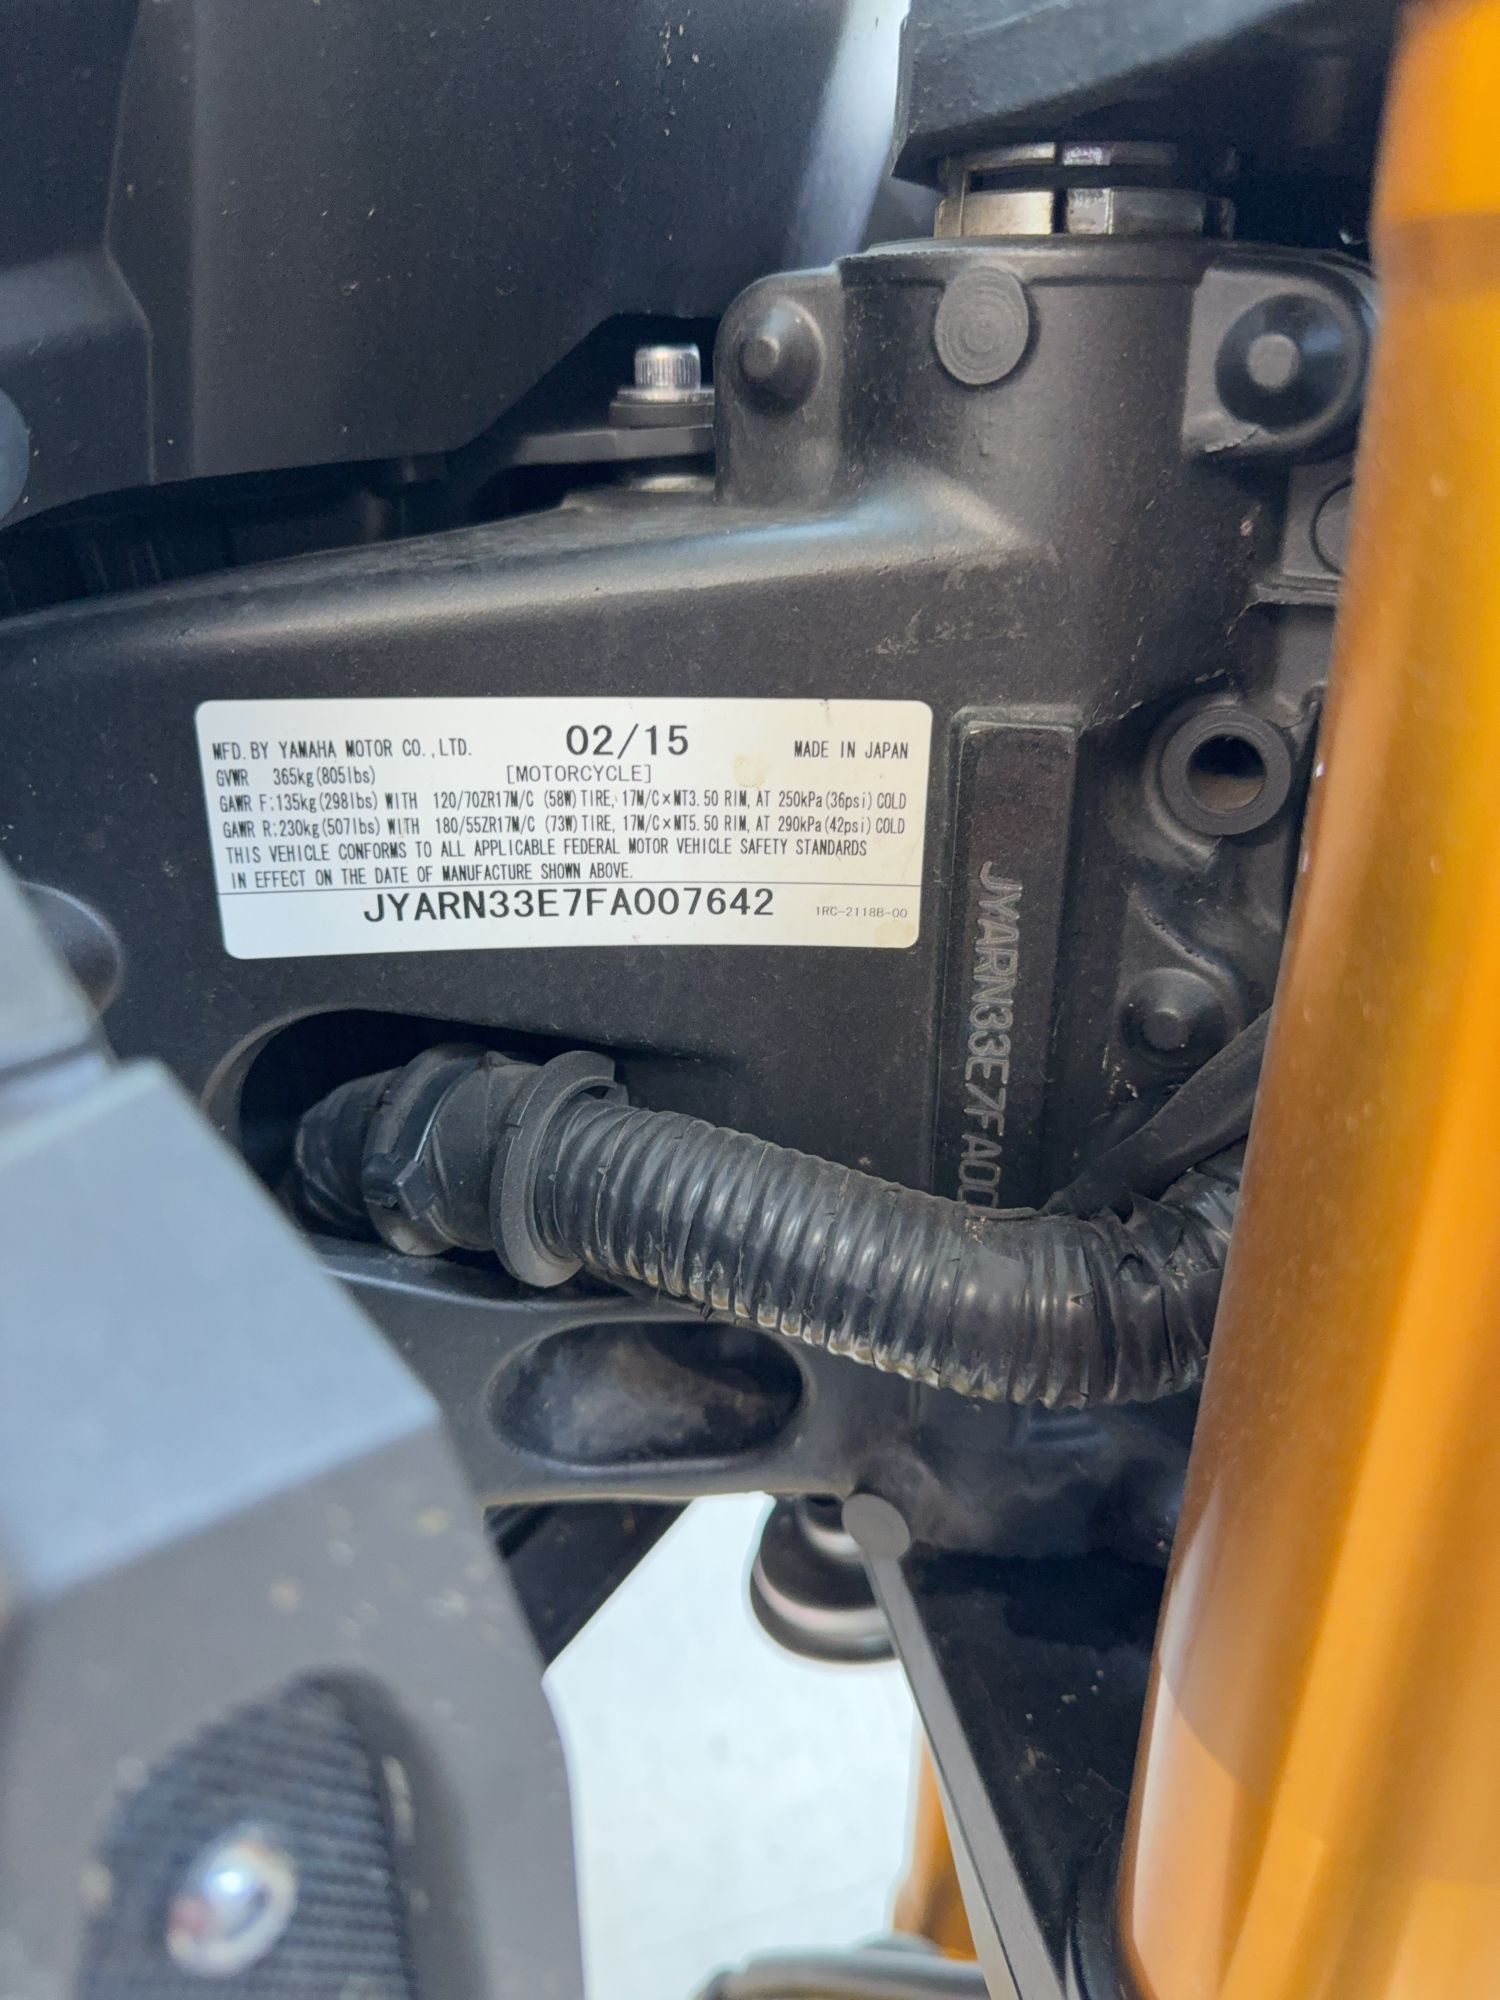 MFD. BY YAMAHA MOTOR CO., LTD. 02/15 MADE IN JAPAN
GVWR 365kg(805lbs) [MOTORCYCLE]
GAWR F:135kg(298lbs) WITH 120/70ZR17M/C (58W) TIRE, 17M/C×MT3.50 RIM, AT 250kPa(36psi) COLD
GAWR R:230kg(507lbs) WITH 180/55ZR17M/C (73W) TIRE, 17M/C×MT5.50 RIM, AT 290kPa(42psi) COLD
THIS VEHICLE CONFORMS TO ALL APPLICABLE FEDERAL MOTOR VEHICLE SAFETY STANDARDS
IN EFFECT ON THE DATE OF MANUFACTURE SHOWN ABOVE.
JYARN33E7FA007642 1RC-2118B-00
JYARN33E7FA00